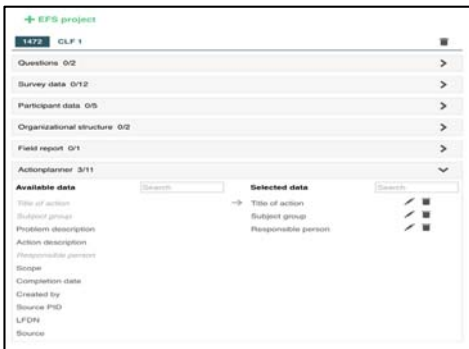 + EFS project
1472 CLF 1
Questions 0/2
Survey data 0/12
Participant data 0/5
Organizational structure 0/2
Field report 0/1
Actionplanner 3/11
Available data Search Selected data Search
Title of action → Title of action
Subject group Subject group
Problem description Responsible person
Action description
Responsible person
Scope
Completion date
Created by
Source PID
LFDN
Source